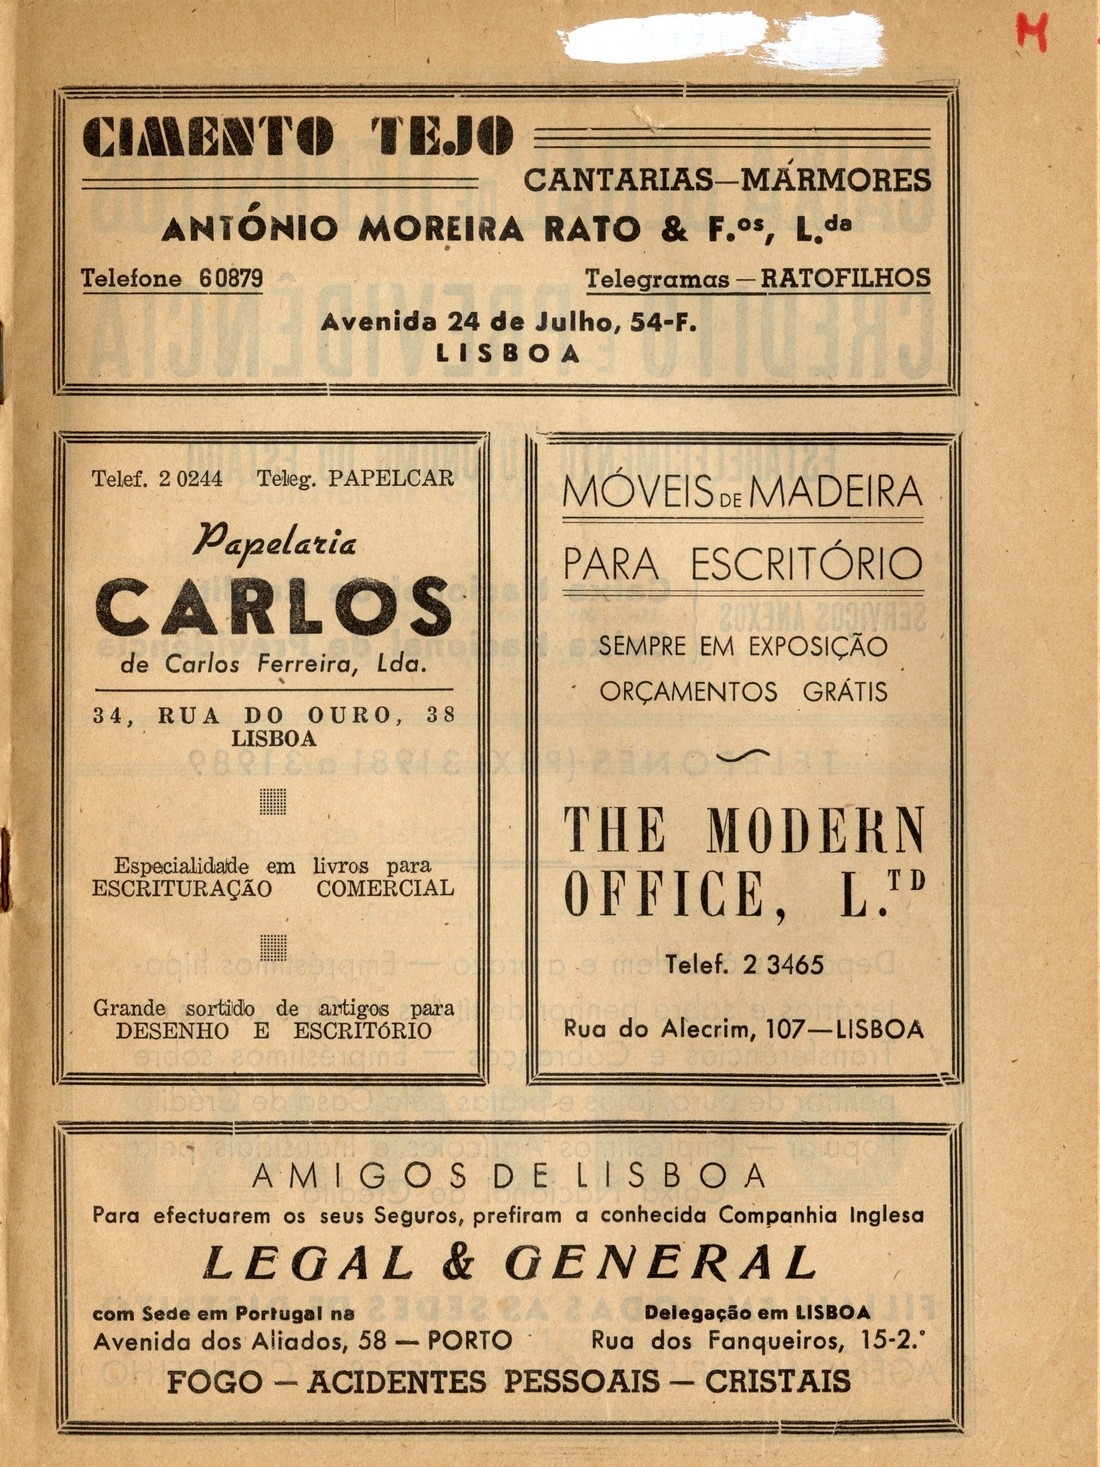 M
CIMENTO TEJO
CANTARIAS—MÁRMORES
ANTÓNIO MOREIRA RATO & F.os, L.da
Telefone 60879 Telegramas — RATOFILHOS
Avenida 24 de Julho, 54-F.
LISBOA
Telef. 2 0244 Teleg. PAPELCAR
Papelaria
CARLOS
de Carlos Ferreira, Lda.
34, RUA DO OURO, 38
LISBOA
Especialidade em livros para
ESCRITURAÇÃO COMERCIAL
Grande sortido de artigos para
DESENHO E ESCRITÓRIO
MÓVEIS DE MADEIRA
PARA ESCRITÓRIO
SEMPRE EM EXPOSIÇÃO
ORÇAMENTOS GRÁTIS
THE MODERN
OFFICE, L.TD
Telef. 2 3465
Rua do Alecrim, 107—LISBOA
AMIGOS DE LISBOA
Para efectuarem os seus Seguros, prefiram a conhecida Companhia Inglesa
LEGAL & GENERAL
com Sede em Portugal na Delegação em LISBOA
Avenida dos Aliados, 58 — PORTO Rua dos Fanqueiros, 15-2.°
FOGO — ACIDENTES PESSOAIS — CRISTAIS